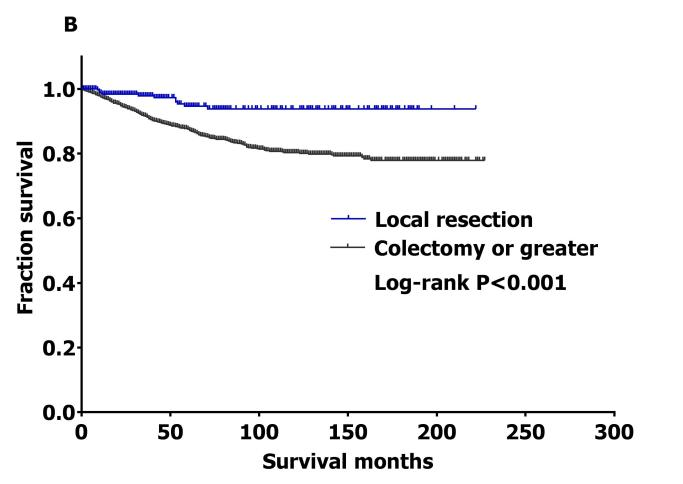 B
1.0
0.8
0.6
0.4
0.2
0.0
Fraction survival
Local resection
Colectomy or greater
Log-rank P<0.001
0 50 100 150 200 250 300
Survival months